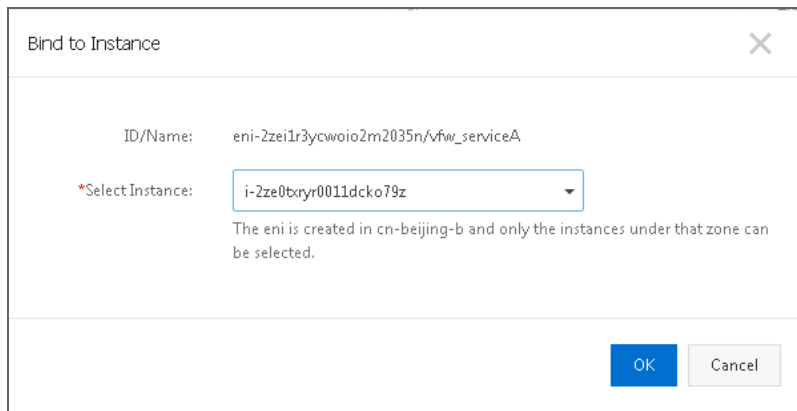 Bind to Instance
ID/Name: eni-2zei1r3ycwoio2m2035n/vfw_serviceA
*Select Instance: i-2ze0txryr0011dcko79z
The eni is created in cn-beijing-b and only the instances under that zone can
be selected.
OK Cancel